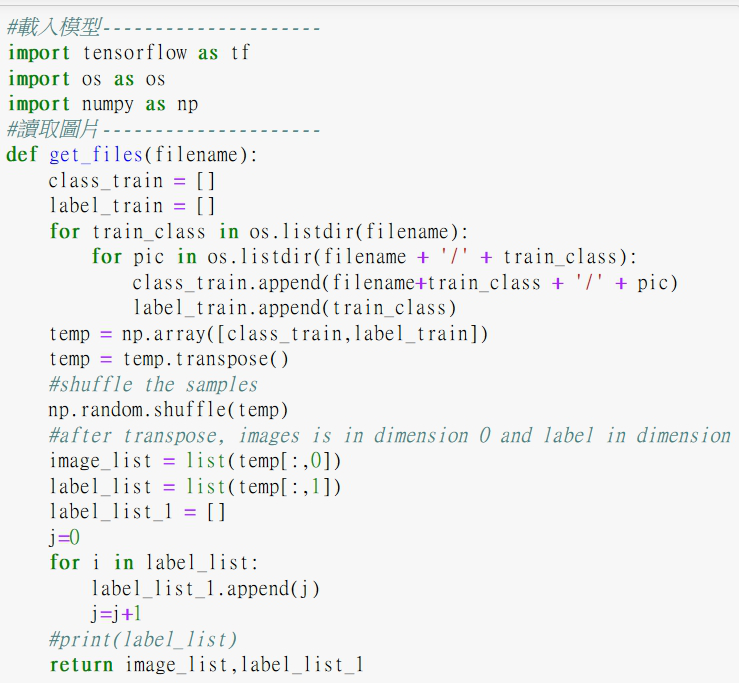 #載入模型---------------------
import tensorflow as tf
import os as os
import numpy as np
#讀取圖片---------------------
def get_files(filename):
    class_train = []
    label_train = []
    for train_class in os.listdir(filename):
        for pic in os.listdir(filename + '/' + train_class):
            class_train.append(filename+train_class + '/' + pic)
            label_train.append(train_class)
    temp = np.array([class_train,label_train])
    temp = temp.transpose()
    #shuffle the samples
    np.random.shuffle(temp)
    #after transpose, images is in dimension 0 and label in dimension
    image_list = list(temp[:,0])
    label_list = list(temp[:,1])
    label_list_1 = []
    j=0
    for i in label_list:
        label_list_1.append(j)
        j=j+1
    #print(label_list)
    return image_list,label_list_1